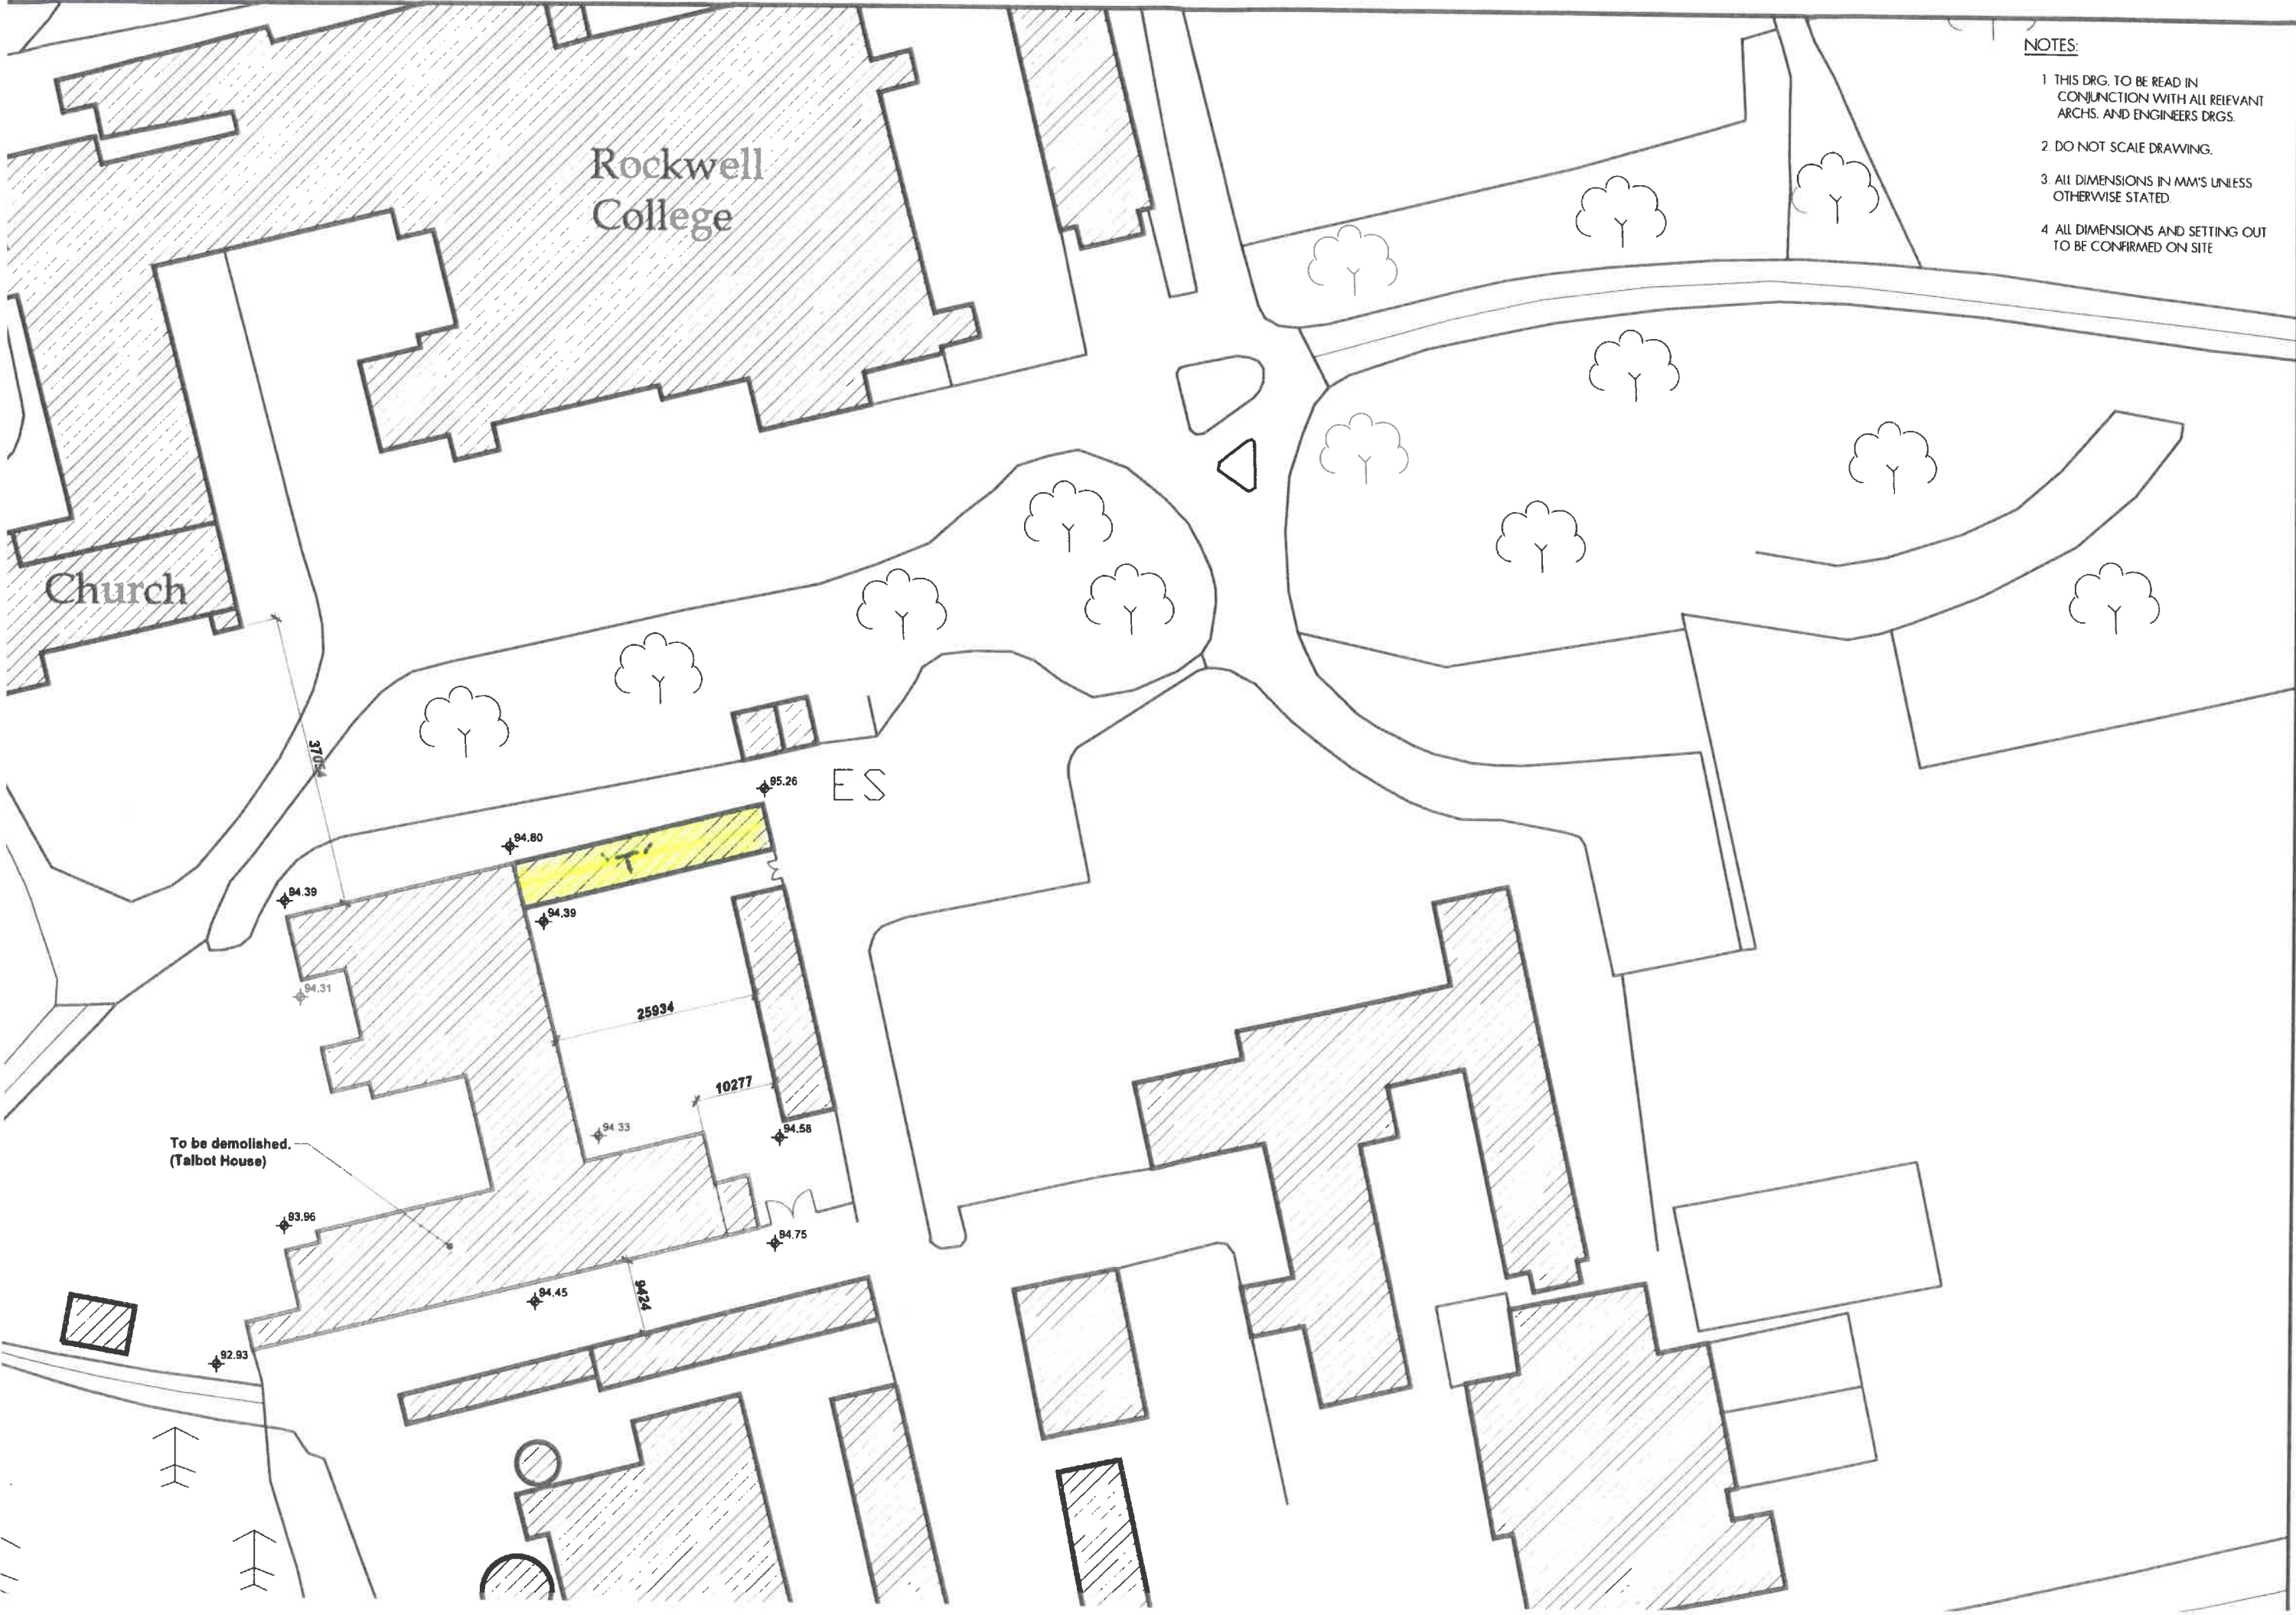 NOTES:
1 THIS DRG. TO BE READ IN
CONJUNCTION WITH ALL RELEVANT
ARCHS. AND ENGINEERS DRGS.
2. DO NOT SCALE DRAWING.
3. ALL DIMENSIONS IN MM'S UNLESS
OTHERWISE STATED.
4 ALL DIMENSIONS AND SETTING OUT
TO BE CONFIRMED ON SITE
Rockwell
College
Church
37054
95.26
ES
94.80
'T'
94.39
94.39
94.31
25934
10277
94.33
94.58
To be demolished.
(Talbot House)
93.96
94.75
94.45
9424
92.93